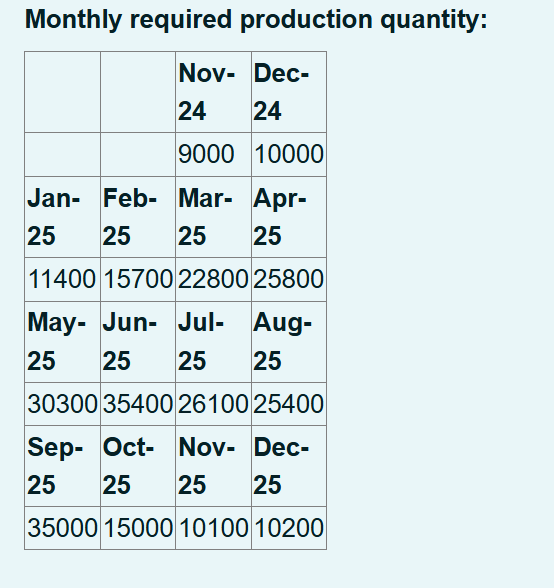 Monthly required production quantity:
Nov- Dec-
24 24
9000 10000
Jan- Feb- Mar- Apr-
25 25 25 25
11400 15700 22800 25800
May- Jun- Jul- Aug-
25 25 25 25
30300 35400 26100 25400
Sep- Oct- Nov- Dec-
25 25 25 25
35000 15000 10100 10200